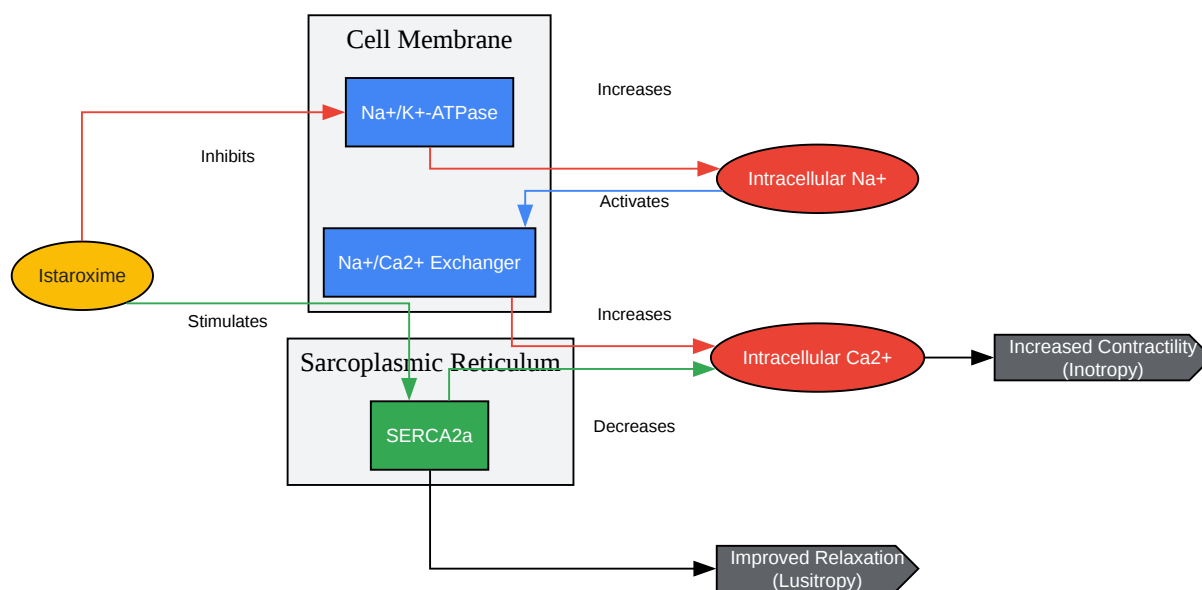 Cell Membrane
Na+/K+-ATPase
Increases
Inhibits
Intracellular Na+
Activates
Na+/Ca2+ Exchanger
Istaroxime
Stimulates
Increases
Sarcoplasmic Reticulum
Intracellular Ca2+
Increased Contractility
(Inotropy)
Decreases
SERCA2a
Improved Relaxation
(Lusitropy)